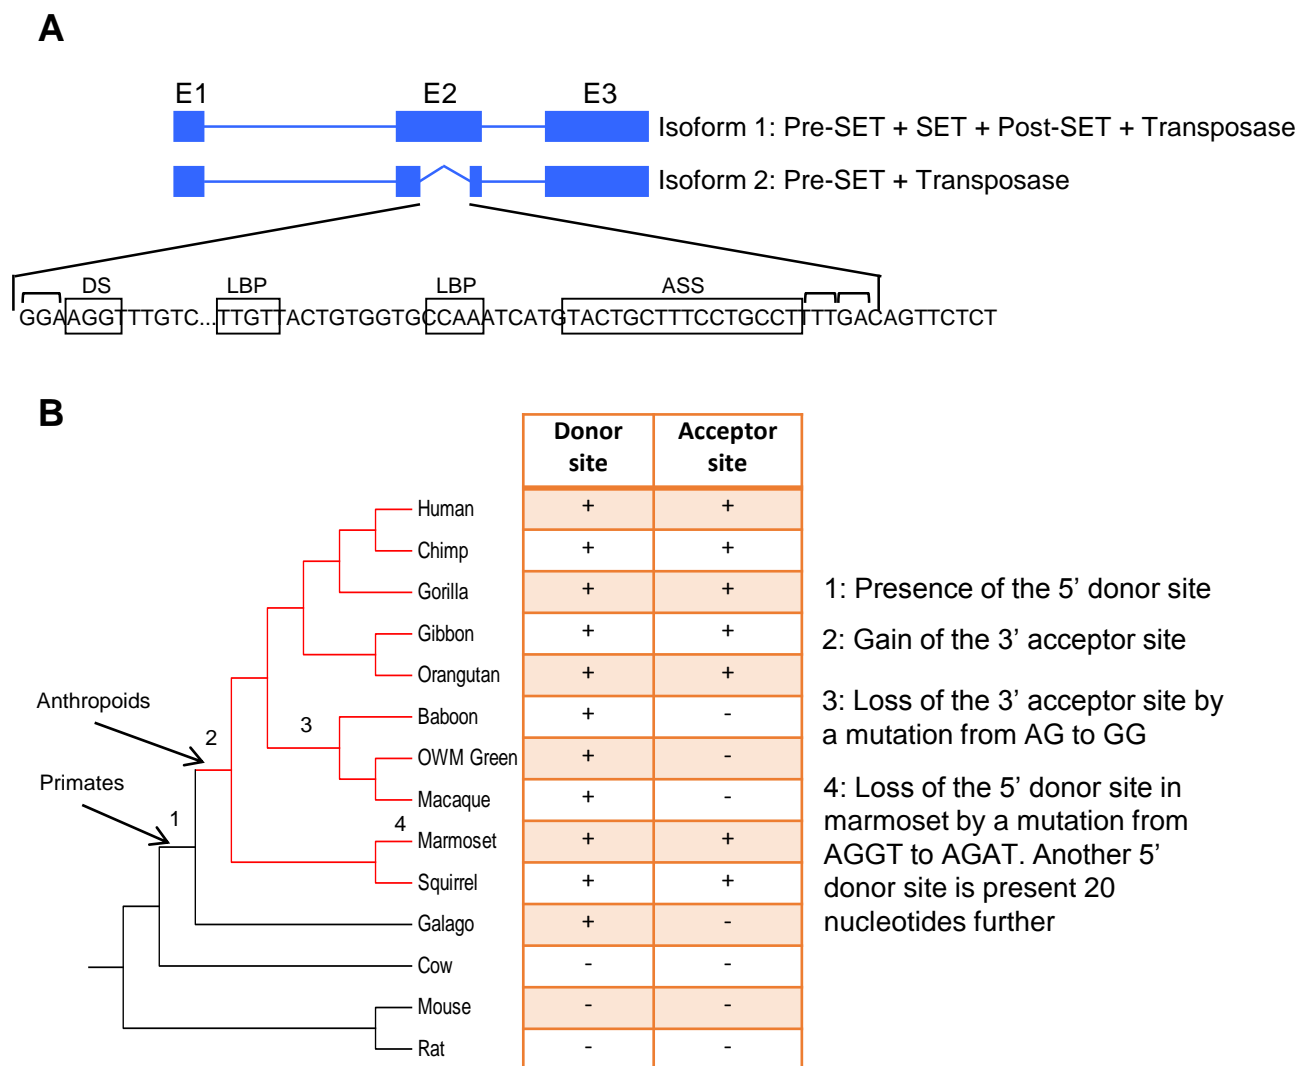 A
E1 E2 E3
Isoform 1: Pre-SET + SET + Post-SET + Transposase
Isoform 2: Pre-SET + Transposase
DS LBP LBP ASS
GGAAGGTTTGTC...TTGTTACTGTGGTGCCAAATCATGTACTGCTTTCCTGCCTTTTGACAGTTCTCT
B
Donor site Acceptor site
Human + +
Chimp + +
Gorilla + +
Gibbon + +
Orangutan + +
Baboon + -
OWM Green + -
Macaque + -
Marmoset + +
Squirrel + +
Galago + -
Cow - -
Mouse - -
Rat - -
Anthropoids
Primates
1
2
3
4
1: Presence of the 5’ donor site
2: Gain of the 3’ acceptor site
3: Loss of the 3’ acceptor site by
a mutation from AG to GG
4: Loss of the 5’ donor site in
marmoset by a mutation from
AGGT to AGAT. Another 5’
donor site is present 20
nucleotides further